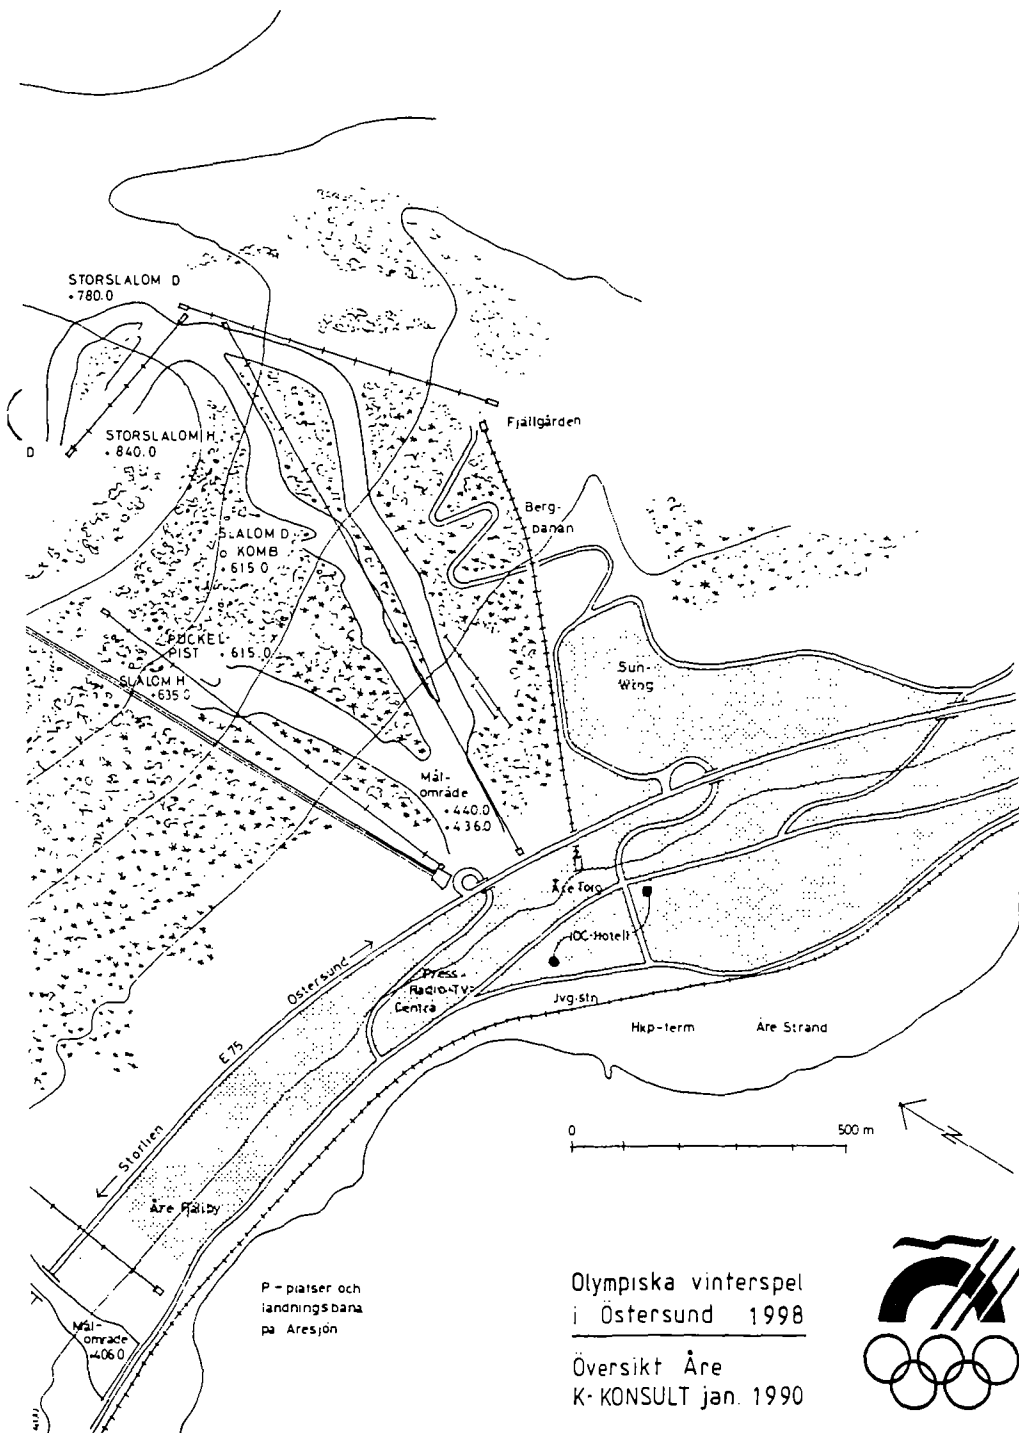 STORSLALOM D
• 780.0
STORSLALOM H
• 840.0
D
Fjällgården
Berg-
banan
SLALOM D
o KOMB
• 615.0
PUCKEL
PIST • 615.0
SLALOM H
•635.0
Sun-
Wing
Mål-
område
•440.0
•436.0
Åre Torg
IOC-Hotell
Press-
Radio-TV-
Centra
Jvg-stn
Hkp-term
Åre Strand
Östersund
E 75
Storlien
0
500 m
N
Åre Fjällby
P - platser och
landningsbana
på Åresjön
Mål-
område
•406.0
Olympiska vinterspel
i Östersund 1998
Översikt Åre
K-KONSULT jan. 1990